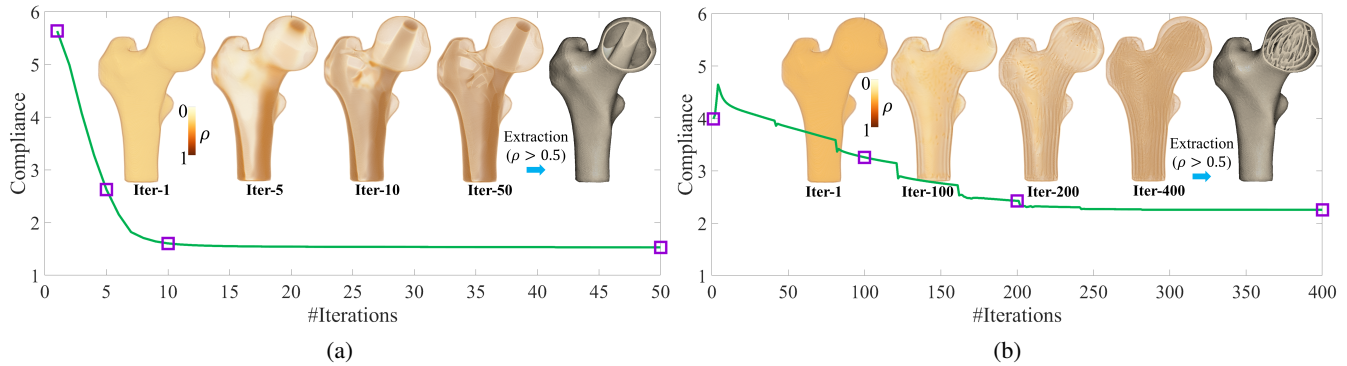 6
5
4
3
2
1
Compliance
0
ρ
1
Iter-1
Iter-5
Iter-10
Iter-50
Extraction
(ρ > 0.5)
0 5 10 15 20 25 30 35 40 45 50
#Iterations
(a)
6
5
4
3
2
1
Compliance
0
ρ
1
Iter-1
Iter-100
Iter-200
Iter-400
Extraction
(ρ > 0.5)
0 50 100 150 200 250 300 350 400
#Iterations
(b)